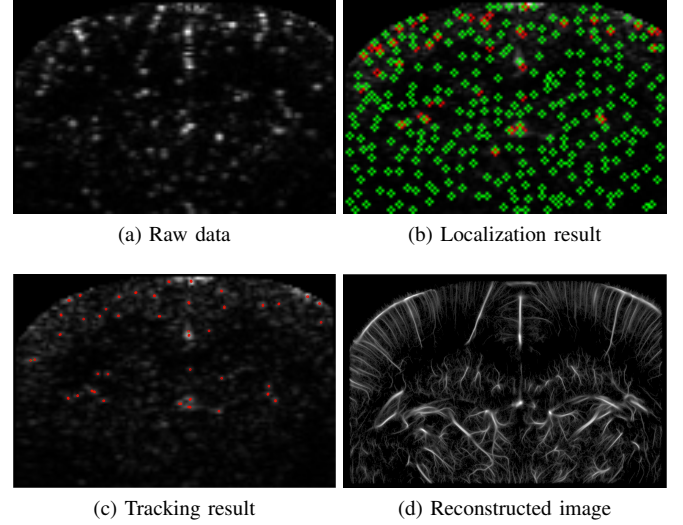 (a) Raw data
(b) Localization result
(c) Tracking result
(d) Reconstructed image